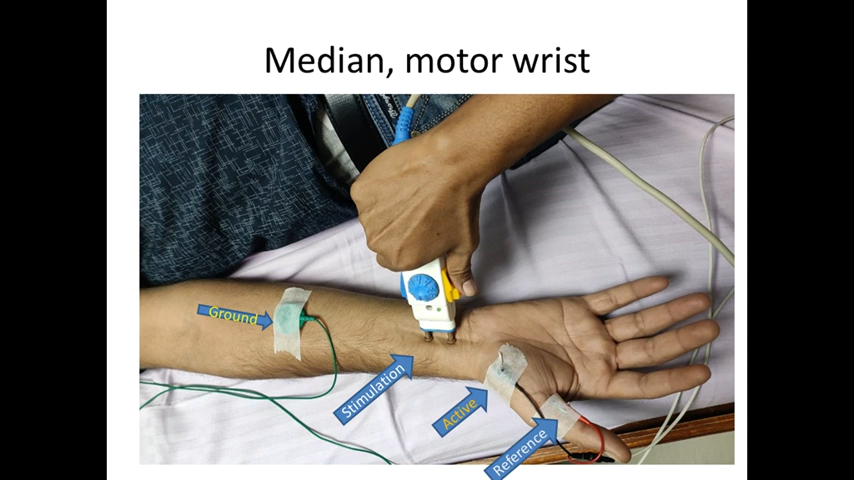 Median, motor wrist
Ground
Stimulation
Active
Reference